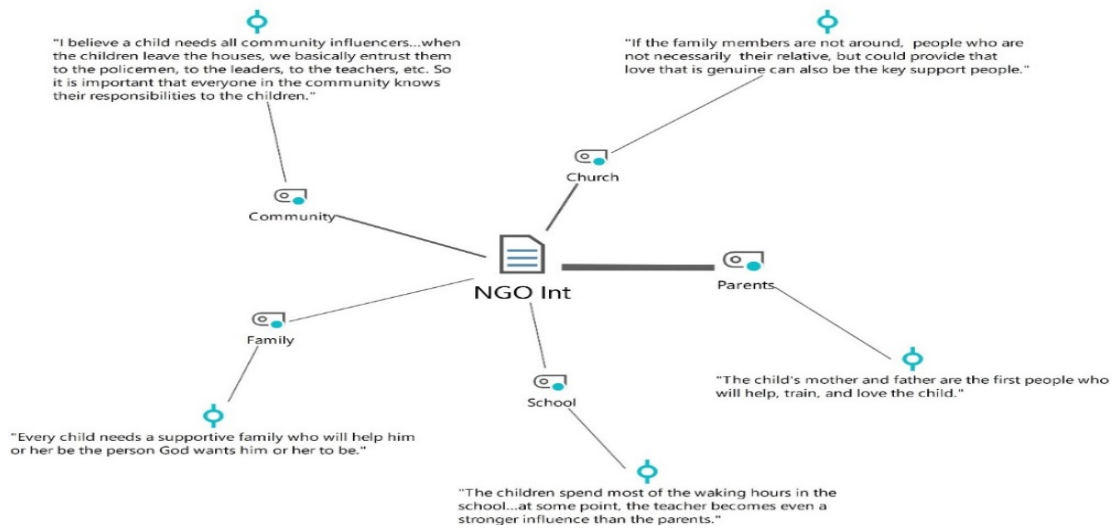 "I believe a child needs all community influencers...when
the children leave the houses, we basically entrust them
to the policemen, to the leaders, to the teachers, etc. So
it is important that everyone in the community knows
their responsibilities to the children."
"If the family members are not around,  people who are
not necessarily  their relative, but could provide that
love that is genuine can also be the key support people."
Church
Community
NGO Int
Parents
Family
School
"The child's mother and father are the first people who
will help, train, and love the child."
"Every child needs a supportive family who will help him
or her be the person God wants him or her to be."
"The children spend most of the waking hours in the
school...at some point, the teacher becomes even a
stronger influence than the parents."